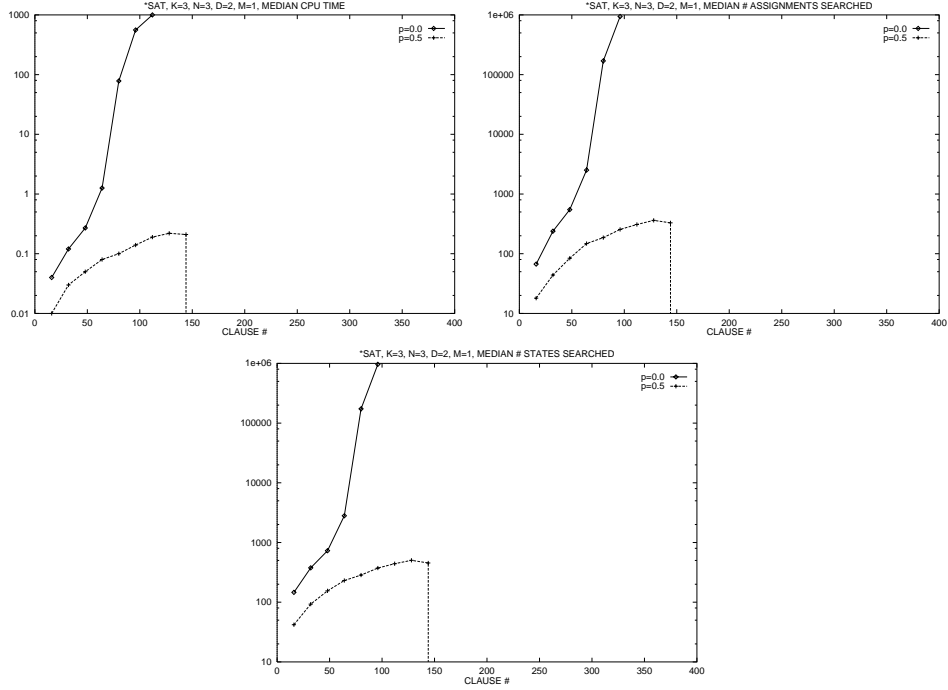 *SAT, K=3, N=3, D=2, M=1, MEDIAN CPU TIME
1000
100
10
1
0.1
0.01
0 50 100 150 200 250 300 350 400
CLAUSE #
p=0.0
p=0.5
*SAT, K=3, N=3, D=2, M=1, MEDIAN # ASSIGNMENTS SEARCHED
1e+06
100000
10000
1000
100
10
0 50 100 150 200 250 300 350 400
CLAUSE #
p=0.0
p=0.5
*SAT, K=3, N=3, D=2, M=1, MEDIAN # STATES SEARCHED
1e+06
100000
10000
1000
100
10
0 50 100 150 200 250 300 350 400
CLAUSE #
p=0.0
p=0.5